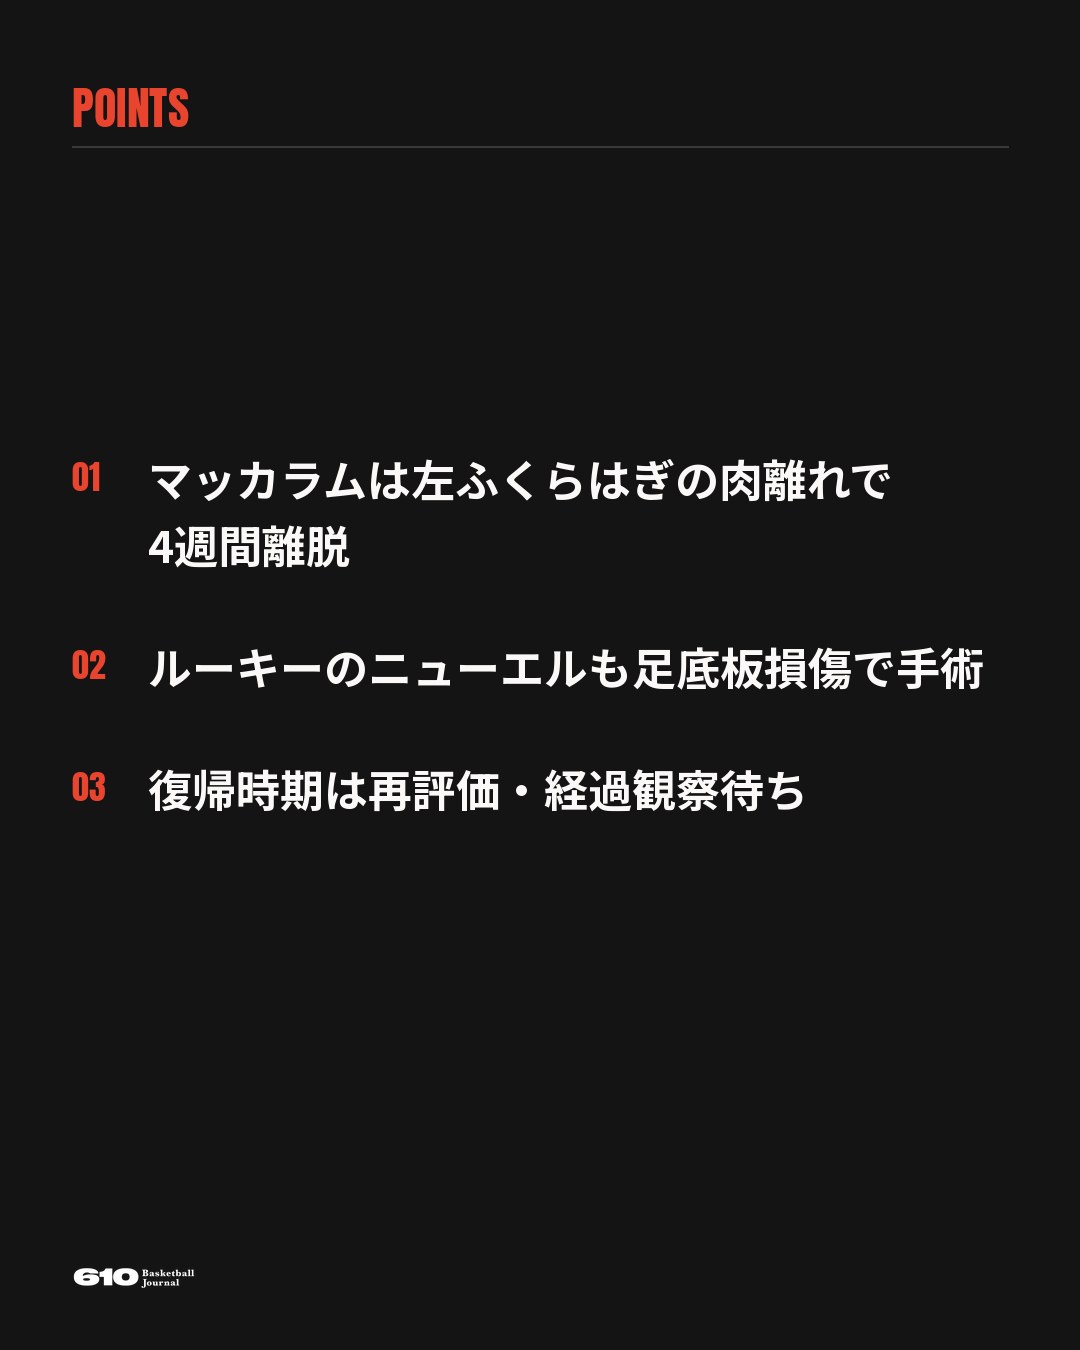 POINTS
01 マッカラムは左ふくらはぎの肉離れで
4週間離脱
02 ルーキーのニューエルも足底板損傷で手術
03 復帰時期は再評価・経過観察待ち
610 Basketball
Journal